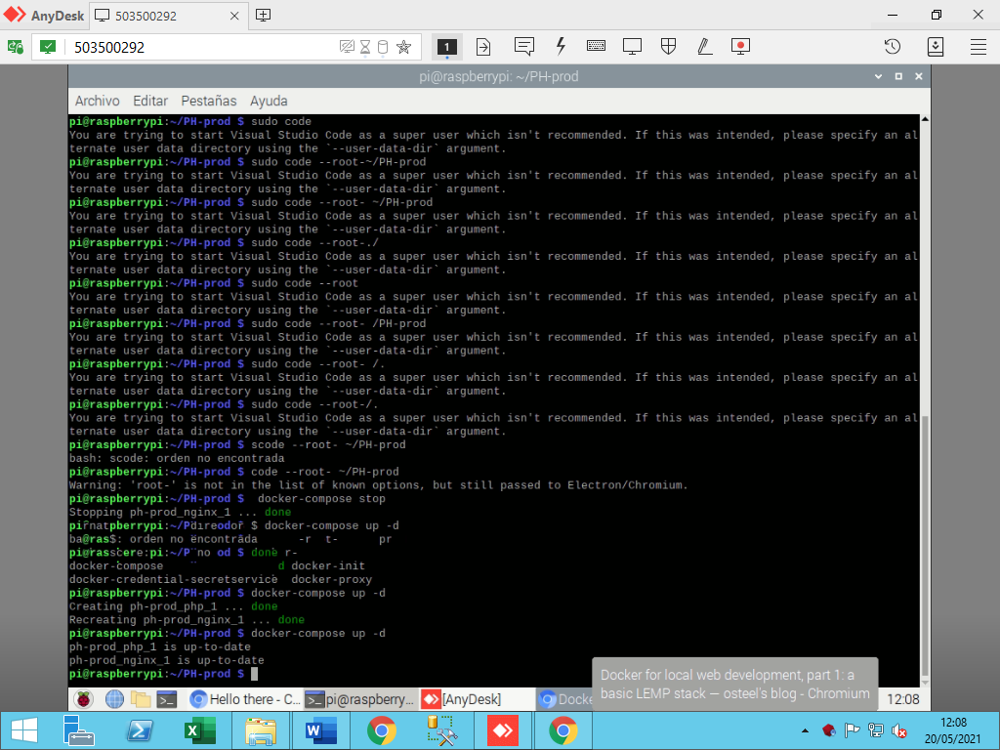 AnyDesk
503500292
503500292
1
pi@raspberrypi: ~/PH-prod
Archivo Editar Pestañas Ayuda
pi@raspberrypi:~/PH-prod $ sudo code
You are trying to start Visual Studio Code as a super user which isn't recommended. If this was intended, please specify an al
ternate user data directory using the `--user-data-dir` argument.
pi@raspberrypi:~/PH-prod $ sudo code --root-~/PH-prod
You are trying to start Visual Studio Code as a super user which isn't recommended. If this was intended, please specify an al
ternate user data directory using the `--user-data-dir` argument.
pi@raspberrypi:~/PH-prod $ sudo code --root- ~/PH-prod
You are trying to start Visual Studio Code as a super user which isn't recommended. If this was intended, please specify an al
ternate user data directory using the `--user-data-dir` argument.
pi@raspberrypi:~/PH-prod $ sudo code --root-./
You are trying to start Visual Studio Code as a super user which isn't recommended. If this was intended, please specify an al
ternate user data directory using the `--user-data-dir` argument.
pi@raspberrypi:~/PH-prod $ sudo code --root
You are trying to start Visual Studio Code as a super user which isn't recommended. If this was intended, please specify an al
ternate user data directory using the `--user-data-dir` argument.
pi@raspberrypi:~/PH-prod $ sudo code --root- /PH-prod
You are trying to start Visual Studio Code as a super user which isn't recommended. If this was intended, please specify an al
ternate user data directory using the `--user-data-dir` argument.
pi@raspberrypi:~/PH-prod $ sudo code --root- /.
You are trying to start Visual Studio Code as a super user which isn't recommended. If this was intended, please specify an al
ternate user data directory using the `--user-data-dir` argument.
pi@raspberrypi:~/PH-prod $ sudo code --root-/.
You are trying to start Visual Studio Code as a super user which isn't recommended. If this was intended, please specify an al
ternate user data directory using the `--user-data-dir` argument.
pi@raspberrypi:~/PH-prod $ scode --root- ~/PH-prod
bash: scode: orden no encontrada
pi@raspberrypi:~/PH-prod $ code --root- ~/PH-prod
Warning: 'root-' is not in the list of known options, but still passed to Electron/Chromium.
pi@raspberrypi:~/PH-prod $  docker-compose stop
Stopping ph-prod_nginx_1 ... done
$ docker-compose up -d
orden no encontrada -r t- pr
od $ done r-
docker-compose d docker-init
docker-credential-secretservice docker-proxy
pi@raspberrypi:~/PH-prod $ docker-compose up -d
Creating ph-prod_php_1 ... done
Recreating ph-prod_nginx_1 ... done
pi@raspberrypi:~/PH-prod $ docker-compose up -d
ph-prod_php_1 is up-to-date
ph-prod_nginx_1 is up-to-date
pi@raspberrypi:~/PH-prod $
Docker for local web development, part 1: a
basic LEMP stack — osteel's blog - Chromium
Hello there - C... pi@raspberry... [AnyDesk] Docke 12:08
12:08
20/05/2021